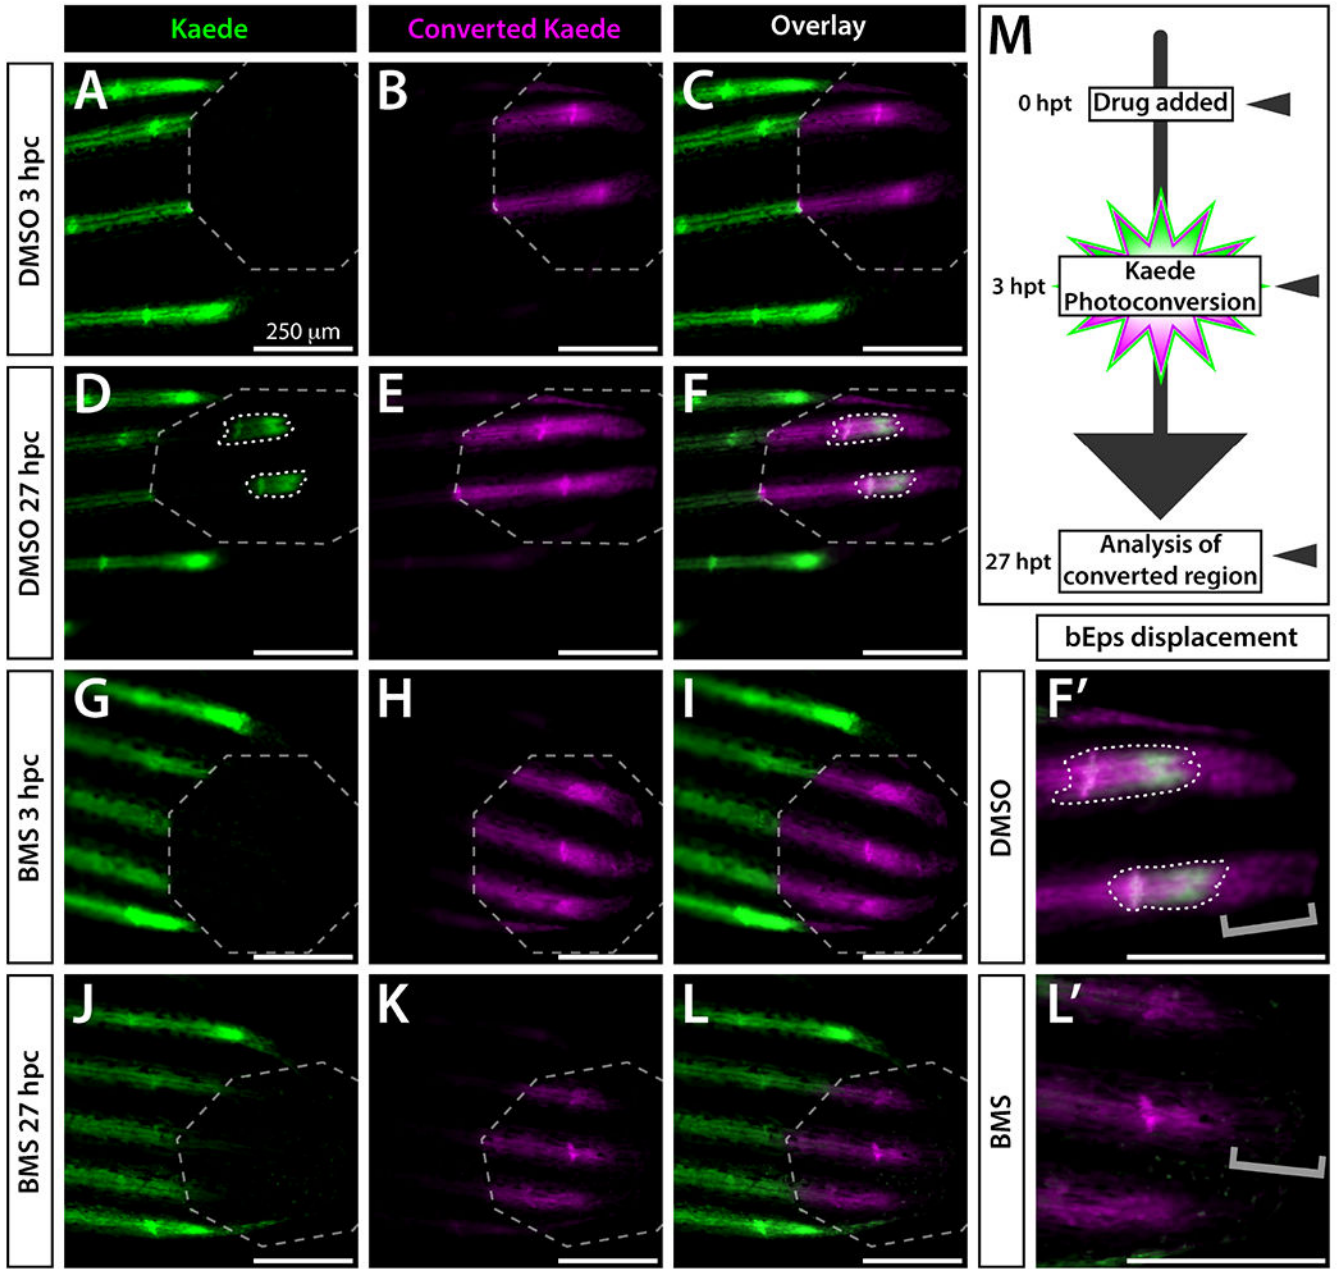 Kaede
Converted Kaede
Overlay
DMSO 3 hpc
A
250 μm
B
C
DMSO 27 hpc
D
E
F
BMS 3 hpc
G
H
I
BMS 27 hpc
J
K
L
M
0 hpt
Drug added
3 hpt
Kaede
Photoconversion
27 hpt
Analysis of
converted region
bEps displacement
DMSO
F′
BMS
L′